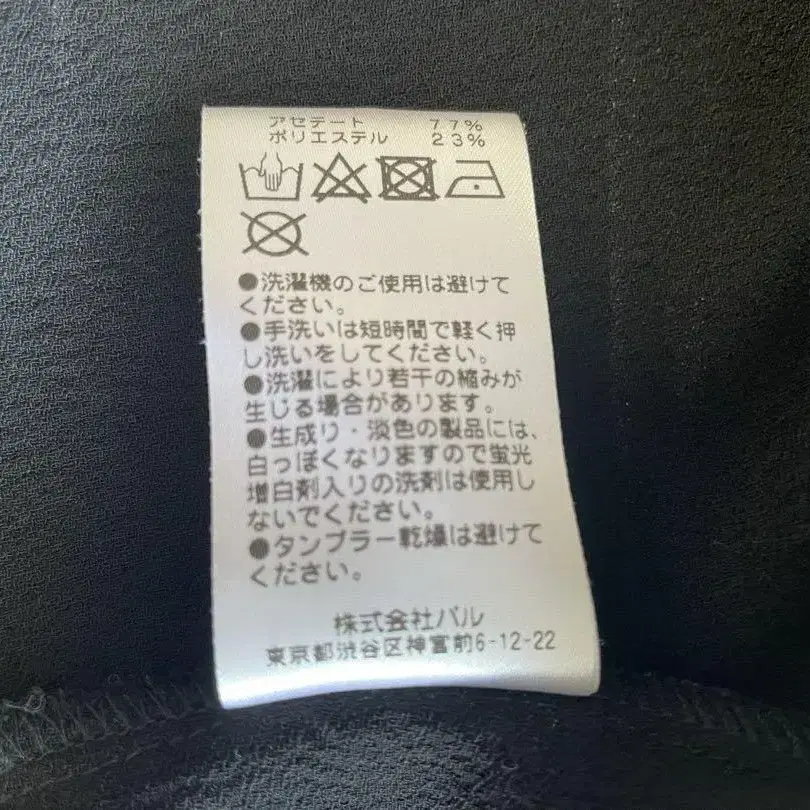 アセテート 77%
ポリエステル 23%
●洗濯機のご使用は避けて
ください。
●手洗いは短時間で軽く押
し洗いをしてください。
●洗濯により若干の縮みが
生じる場合があります。
●生成り・淡色の製品には、
白っぽくなりますので蛍光
増白剤入りの洗剤は使用し
ないでください。
●タンブラー乾燥は避けて
ください。
株式会社パル
東京都渋谷区神宮前6-12-22